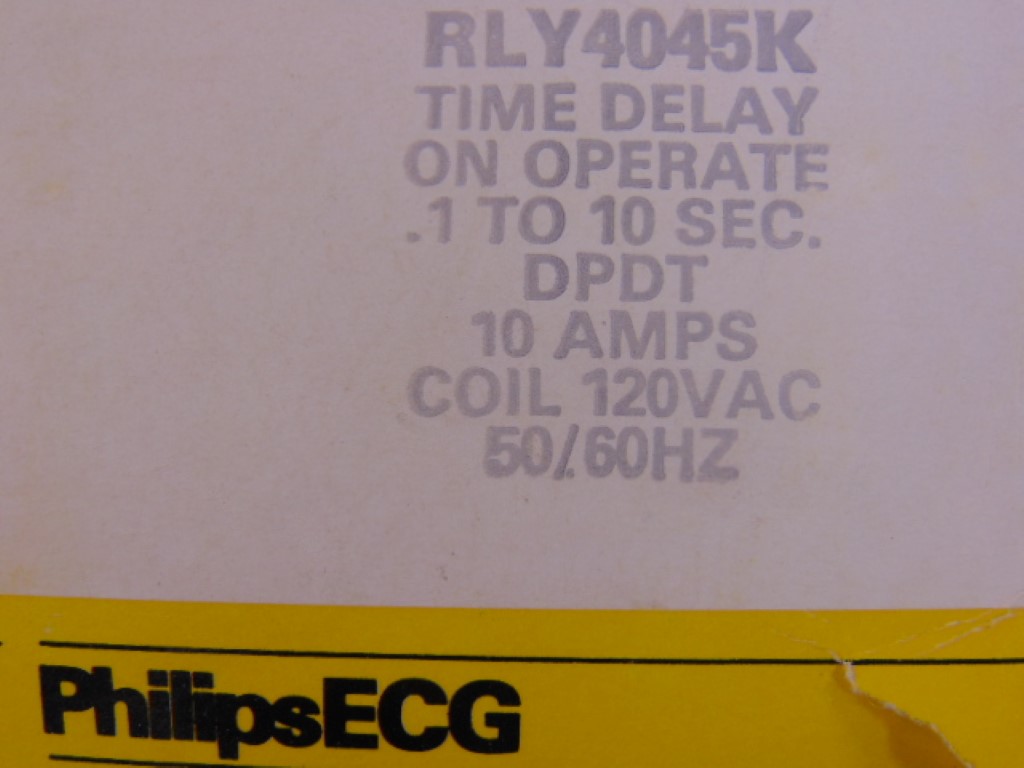 RLY4045K
TIME DELAY
ON OPERATE
.1 TO 10 SEC.
DPDT
10 AMPS
COIL 120VAC
50/60HZ
PhilipsECG